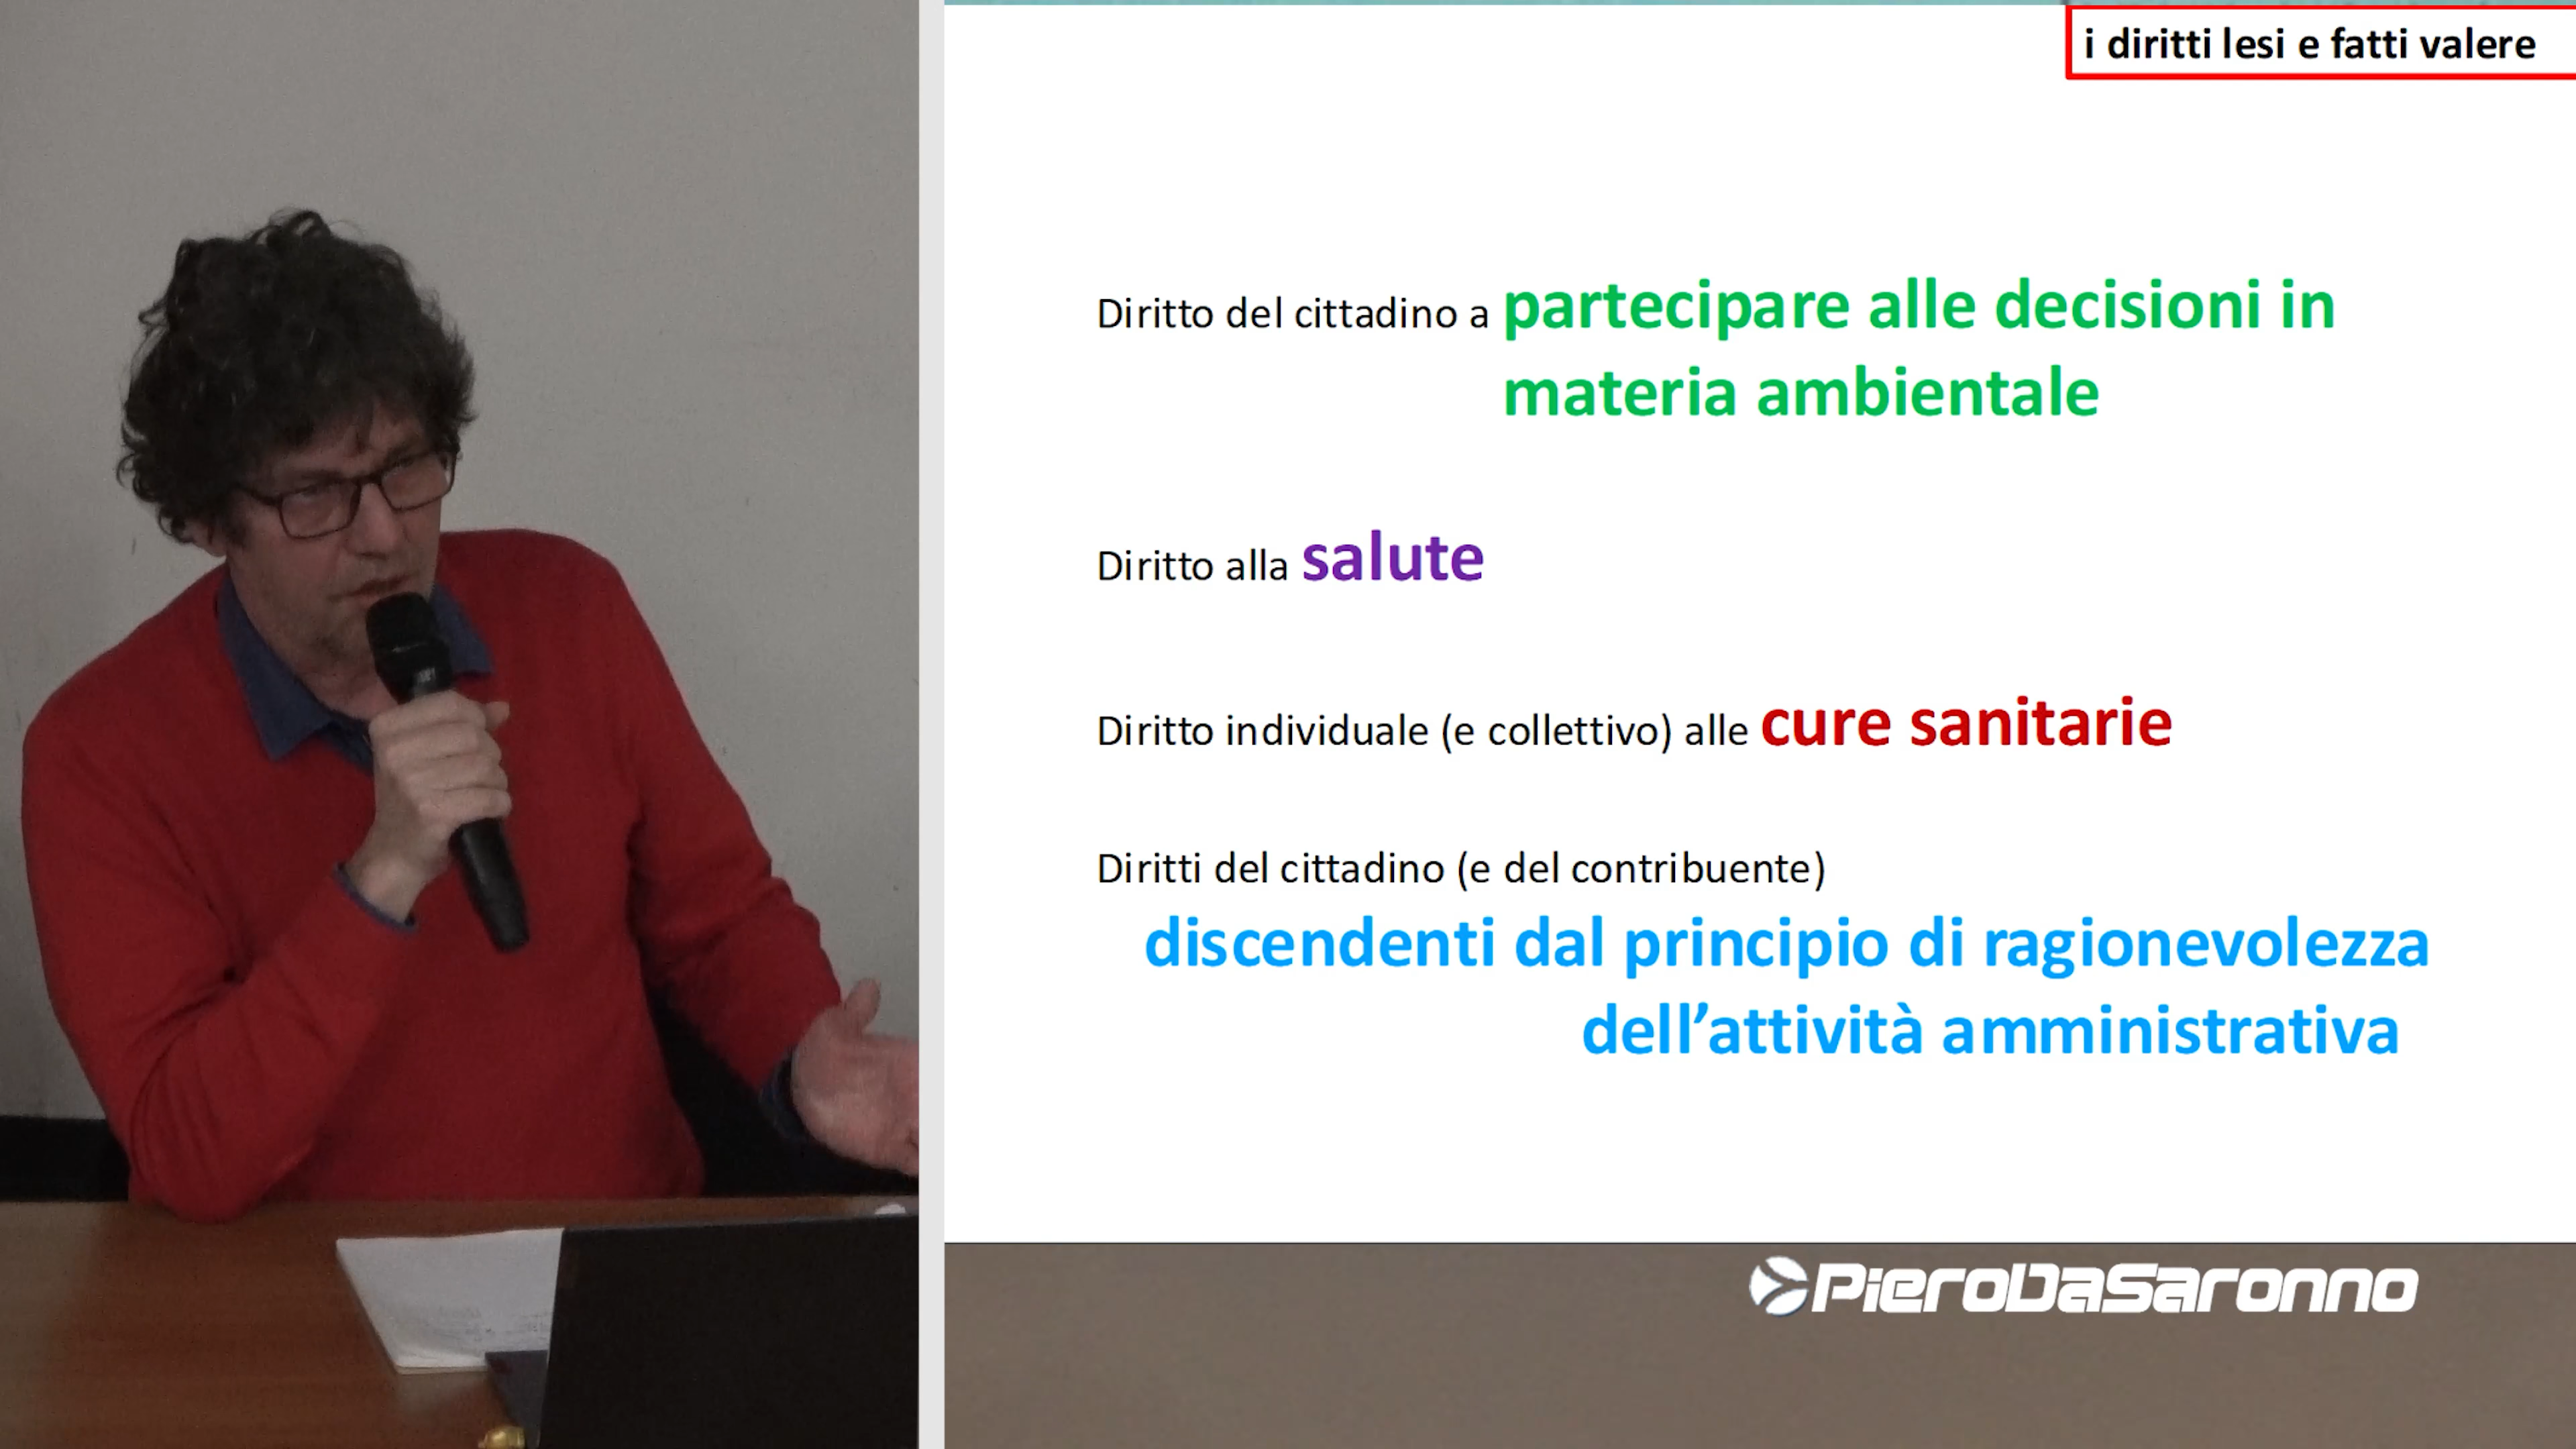 i diritti lesi e fatti valere
Diritto del cittadino a partecipare alle decisioni in
materia ambientale
Diritto alla salute
Diritto individuale (e collettivo) alle cure sanitarie
Diritti del cittadino (e del contribuente)
discendenti dal principio di ragionevolezza
dell’attività amministrativa
PieroDaSaronno